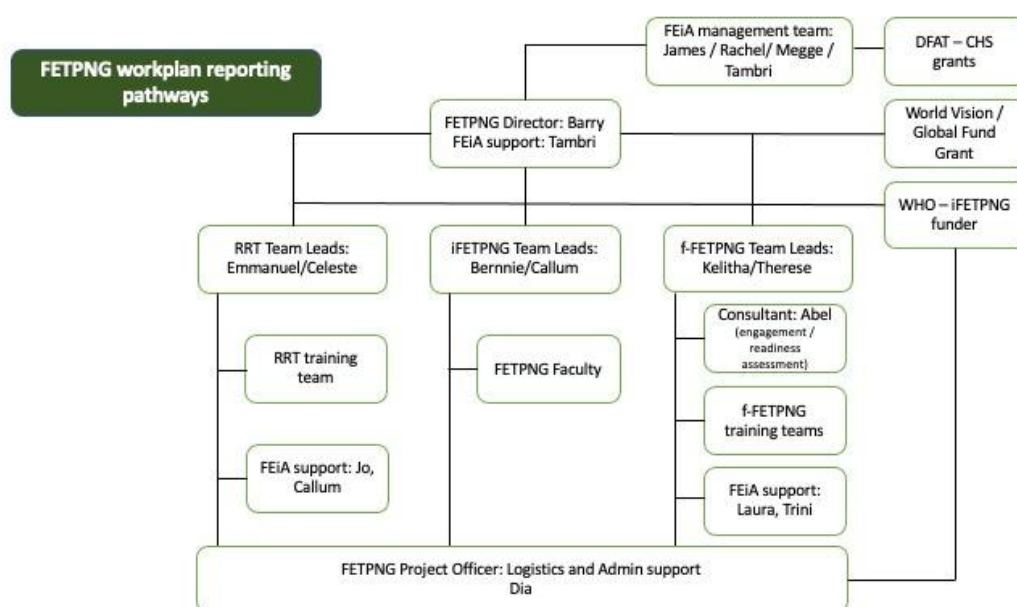 FETPNG workplan reporting
pathways
FEiA management team:
James / Rachel/ Megge /
Tambri
DFAT – CHS
grants
FETPNG Director: Barry
FEiA support: Tambri
World Vision /
Global Fund
Grant
WHO – iFETPNG
funder
RRT Team Leads:
Emmanuel/Celeste
iFETPNG Team Leads:
Bernnie/Callum
f-FETPNG Team Leads:
Kelitha/Therese
RRT training
team
FEiA support: Jo,
Callum
FETPNG Faculty
Consultant: Abel
(engagement /
readiness
assessment)
f-FETPNG
training teams
FEiA support:
Laura, Trini
FETPNG Project Officer: Logistics and Admin support
Dia